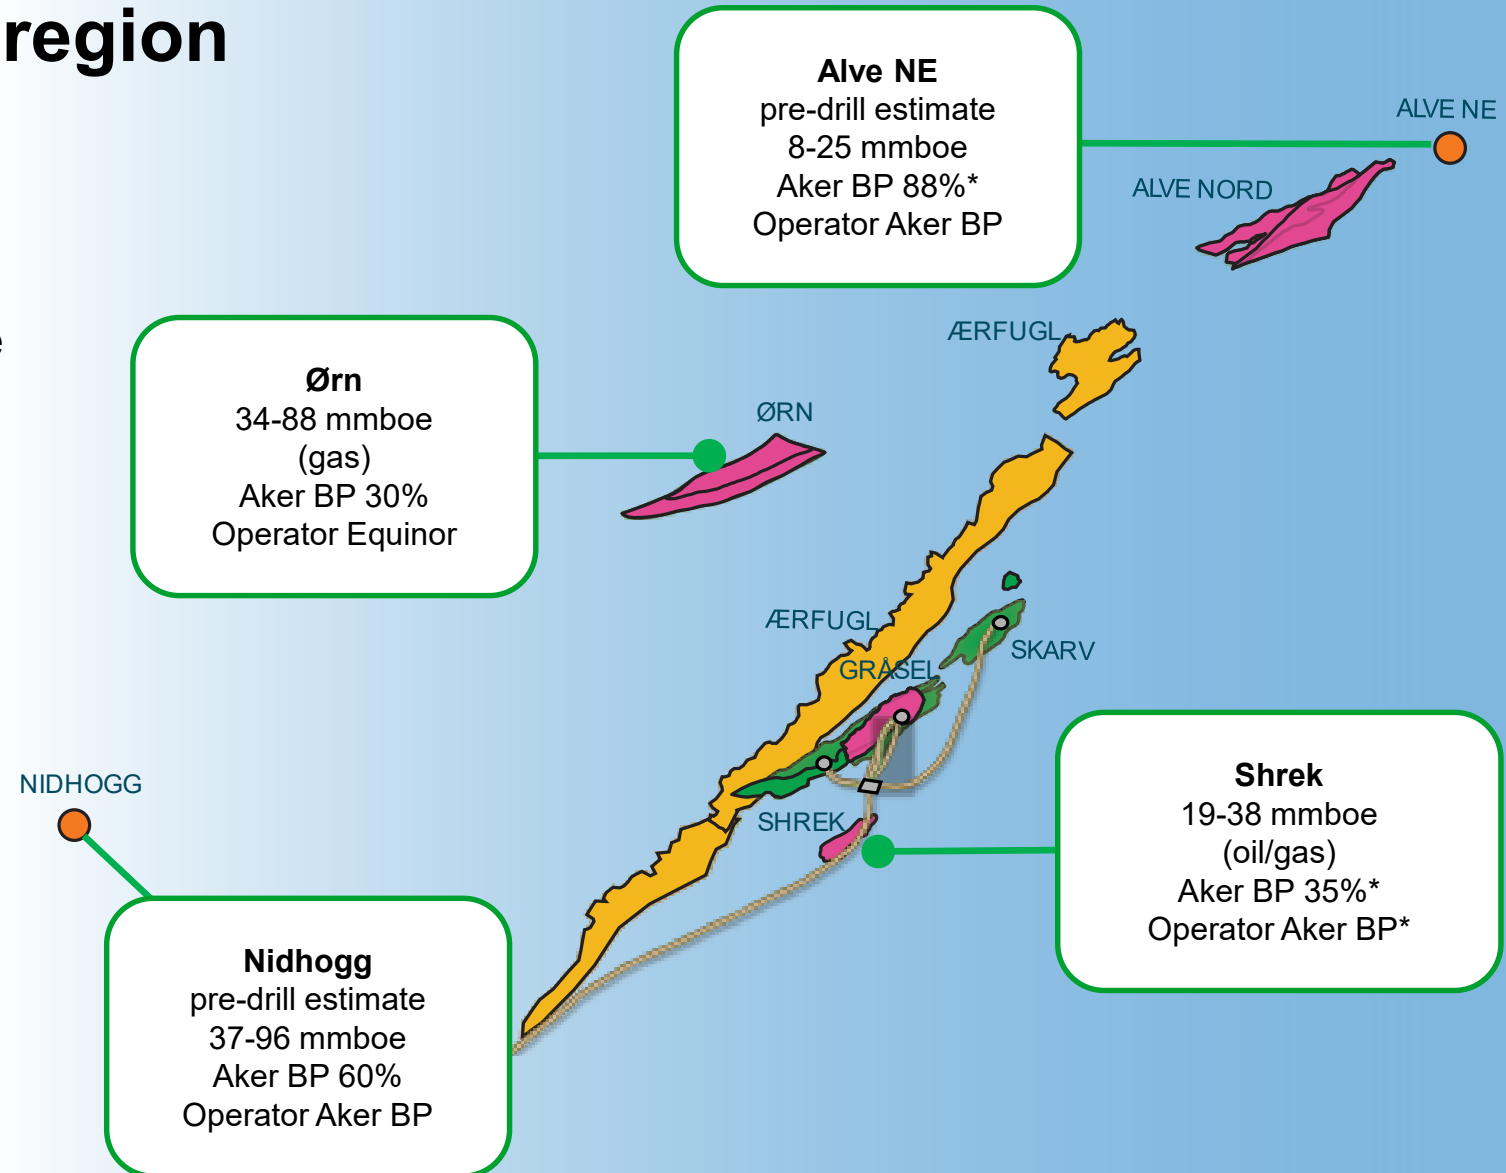 region
Alve NE
pre-drill estimate
8-25 mmboe
Aker BP 88%*
Operator Aker BP
ALVE NE
ALVE NORD
ÆRFUGL
e
Ørn
34-88 mmboe
(gas)
Aker BP 30%
Operator Equinor
ØRN
ÆRFUGL
GRÅSEL
SKARV
NIDHOGG
SHREK
Shrek
19-38 mmboe
(oil/gas)
Aker BP 35%*
Operator Aker BP*
Nidhogg
pre-drill estimate
37-96 mmboe
Aker BP 60%
Operator Aker BP